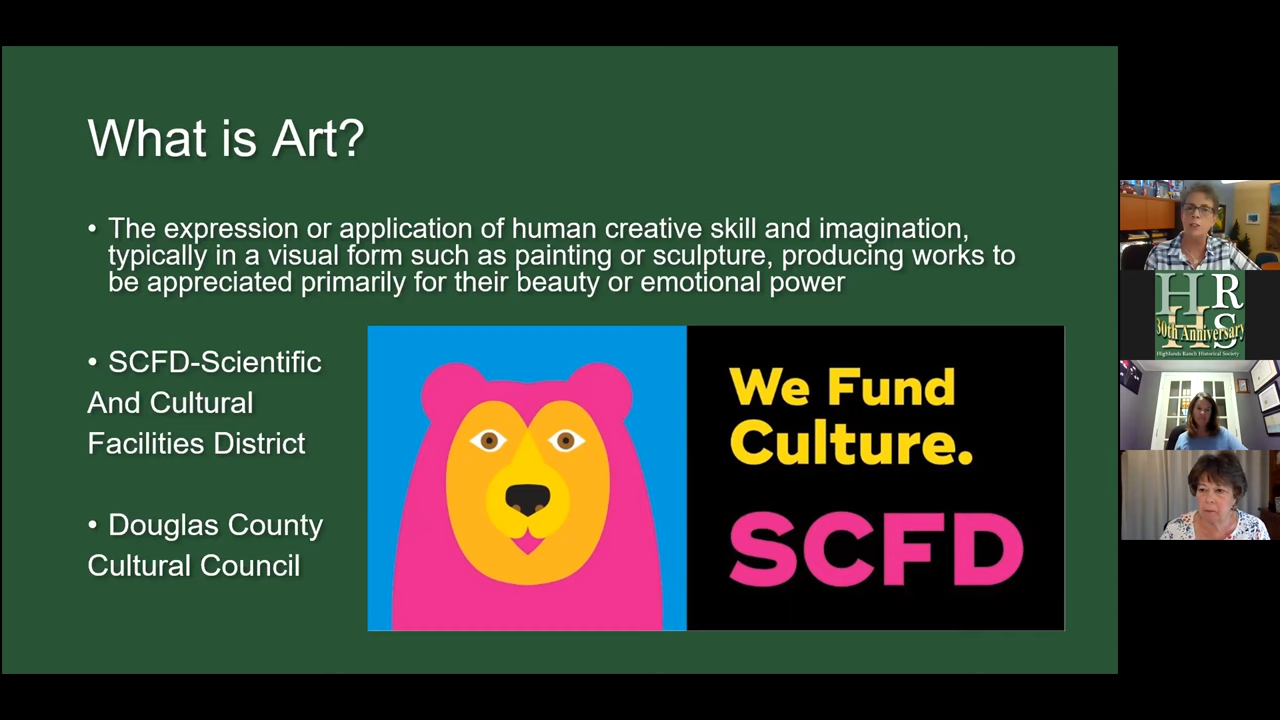 What is Art?
• The expression or application of human creative skill and imagination,
typically in a visual form such as painting or sculpture, producing works to
be appreciated primarily for their beauty or emotional power
• SCFD-Scientific
And Cultural
Facilities District
• Douglas County
Cultural Council
We Fund
Culture.
SCFD
HRHS
30th Anniversary
Highlands Ranch Historical Society